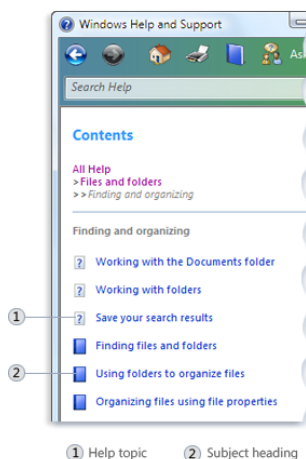 Windows Help and Support
Search Help
Contents
All Help
>Files and folders
>>Finding and organizing
Finding and organizing
Working with the Documents folder
Working with folders
1 Save your search results
Finding files and folders
2 Using folders to organize files
Organizing files using file properties
1 Help topic 2 Subject heading